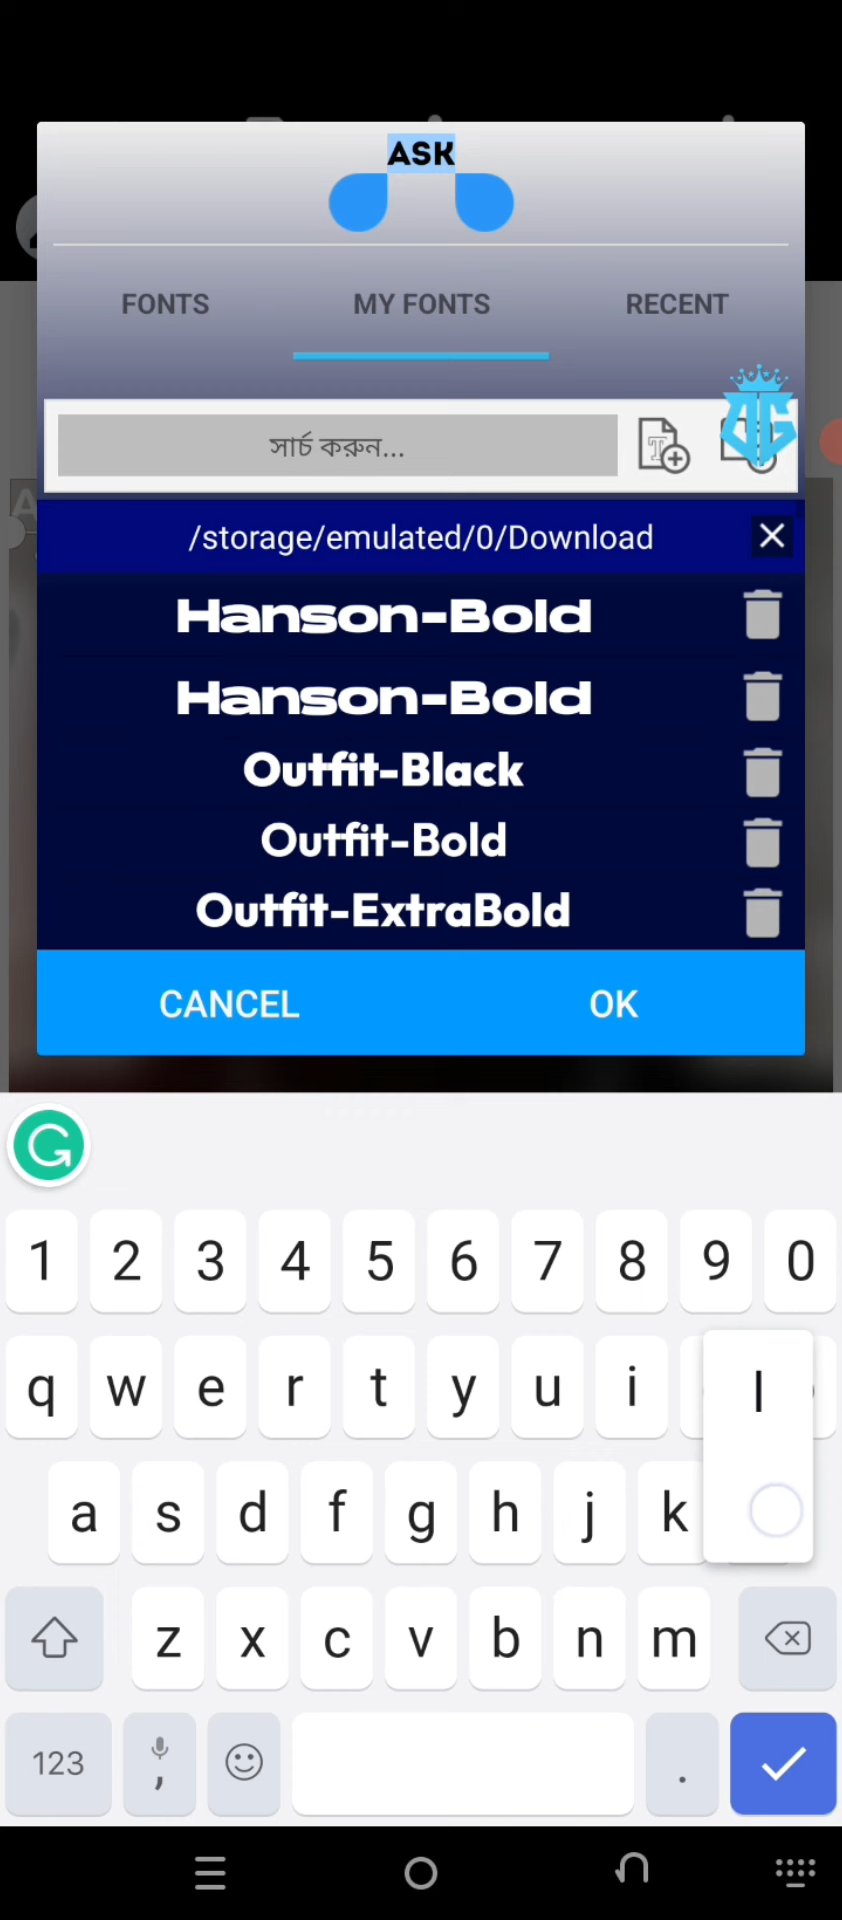 ASK
FONTS MY FONTS RECENT
সার্চ করুন...
/storage/emulated/0/Download
Hanson-Bold
Hanson-Bold
Outfit-Black
Outfit-Bold
Outfit-ExtraBold
CANCEL OK
1 2 3 4 5 6 7 8 9 0
q w e r t y u i
l
a s d f g h j k
z x c v b n m
123 , .